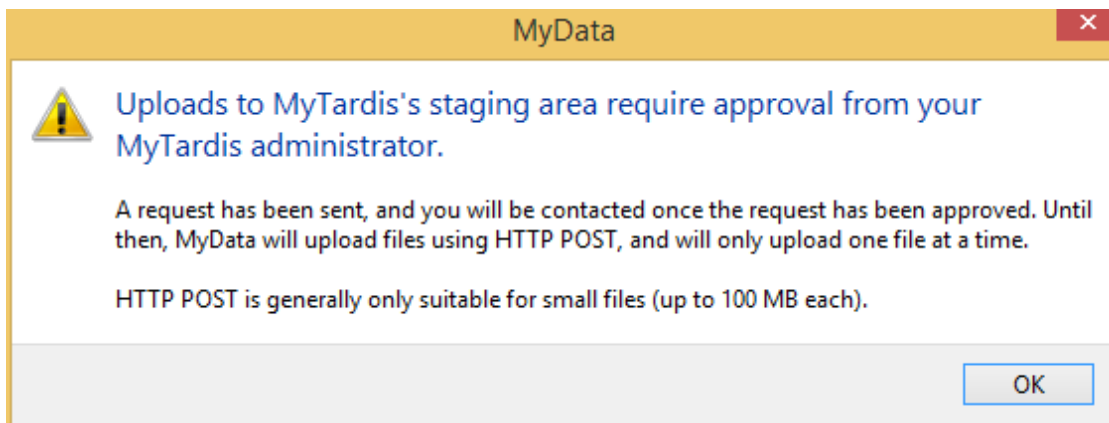 MyData
Uploads to MyTardis's staging area require approval from your
MyTardis administrator.
A request has been sent, and you will be contacted once the request has been approved. Until
then, MyData will upload files using HTTP POST, and will only upload one file at a time.
HTTP POST is generally only suitable for small files (up to 100 MB each).
OK